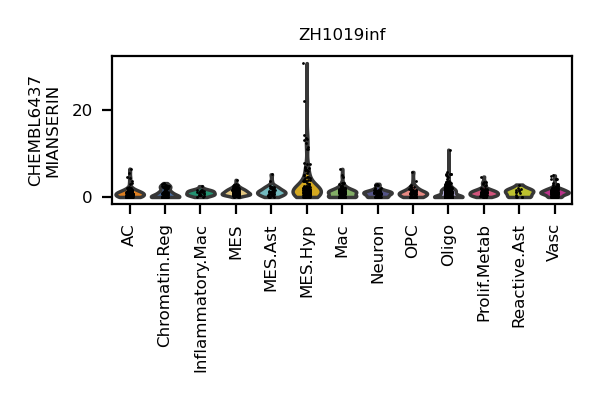 ZH1019inf
CHEMBL6437
MIANSERIN
20
0
AC
Chromatin.Reg
Inflammatory.Mac
MES
MES.Ast
MES.Hyp
Mac
Neuron
OPC
Oligo
Prolif.Metab
Reactive.Ast
Vasc